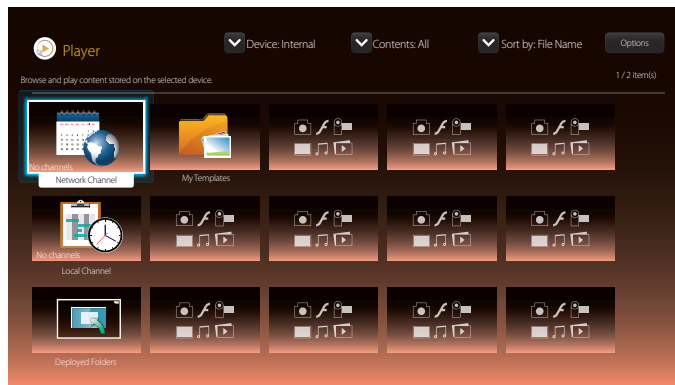 Player
Device: Internal
Contents: All
Sort by: File Name
Options
Browse and play content stored on the selected device.
1 / 2 item(s)
No channels
Network Channel
My Templates
No channels
Local Channel
Deployed Folders